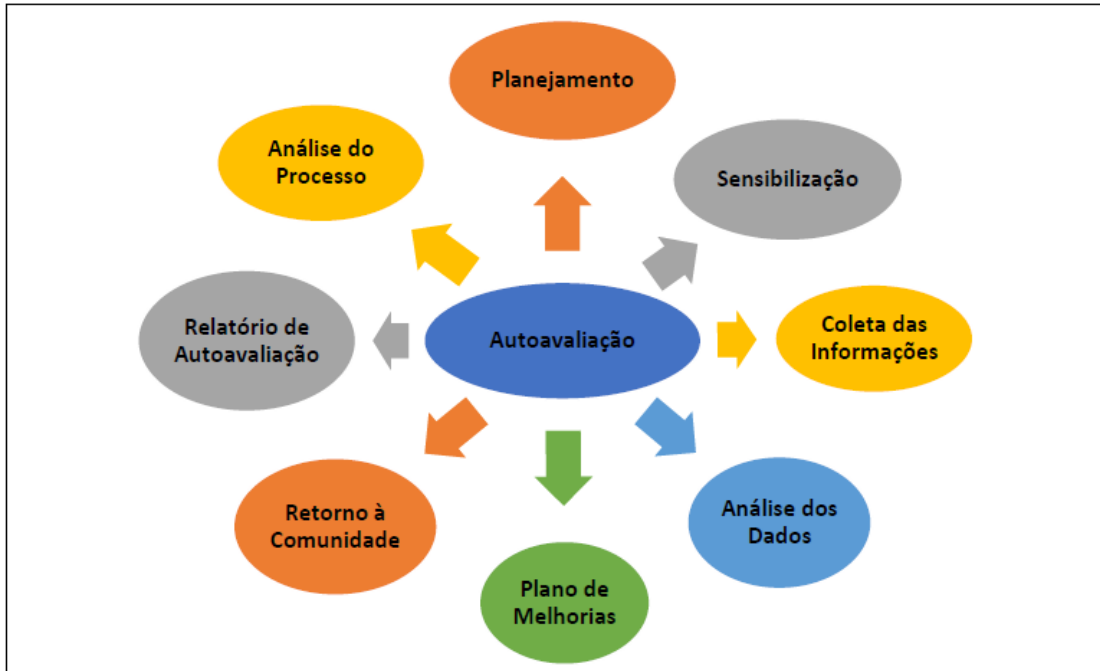 Planejamento
Sensibilização
Coleta das
Informações
Análise dos
Dados
Plano de
Melhorias
Retorno à
Comunidade
Relatório de
Autoavaliação
Análise do
Processo
Autoavaliação